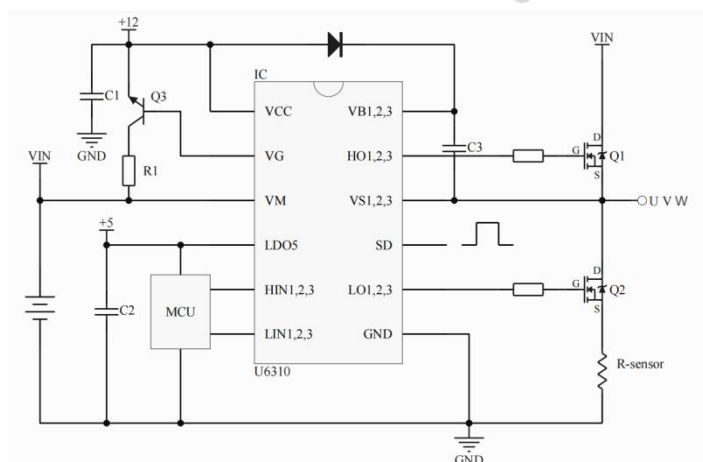 +12
VIN
IC
C1
Q3
VCC
VB1,2,3
D
C3
VG
HO1,2,3
G
Q1
VIN
GND
R1
S
VM
VS1,2,3
U V W
+5
LDO5
SD
D
C2
MCU
HIN1,2,3
LO1,2,3
G
Q2
S
LIN1,2,3
GND
U6310
R-sensor
GND